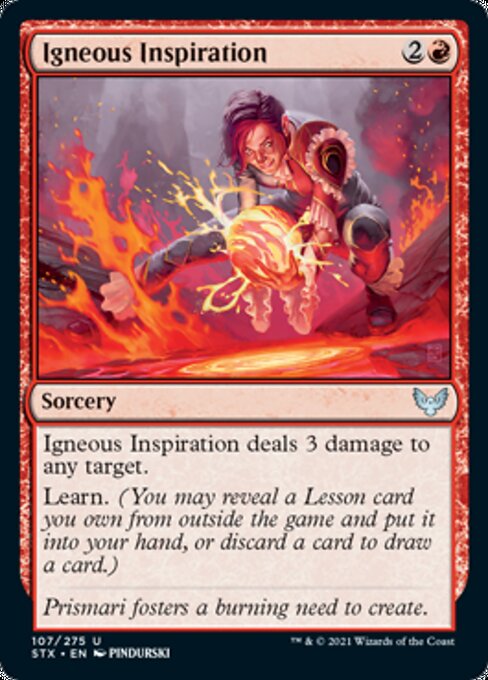 Igneous Inspiration 2
Sorcery
Igneous Inspiration deals 3 damage to
any target.
Learn. (You may reveal a Lesson card
you own from outside the game and put it
into your hand, or discard a card to draw
a card.)
Prismari fosters a burning need to create.
107/275 U
STX • EN PINDURSKI
™ & © 2021 Wizards of the Coast